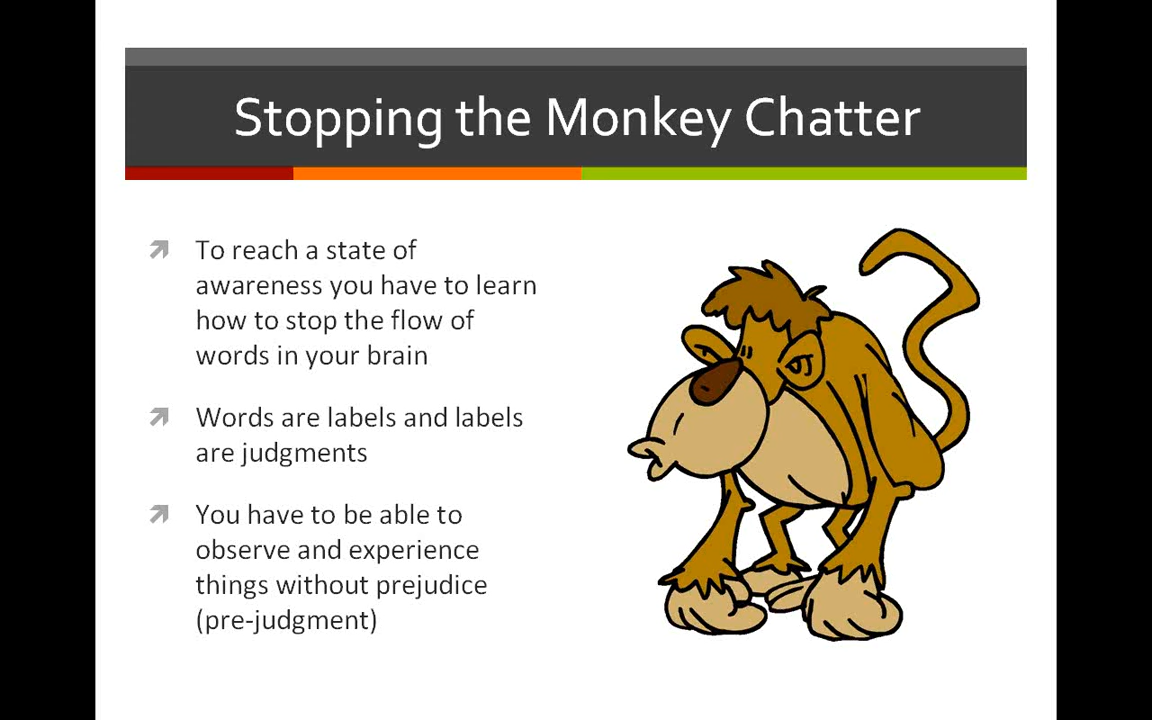 Stopping the Monkey Chatter
To reach a state of
awareness you have to learn
how to stop the flow of
words in your brain
Words are labels and labels
are judgments
You have to be able to
observe and experience
things without prejudice
(pre-judgment)